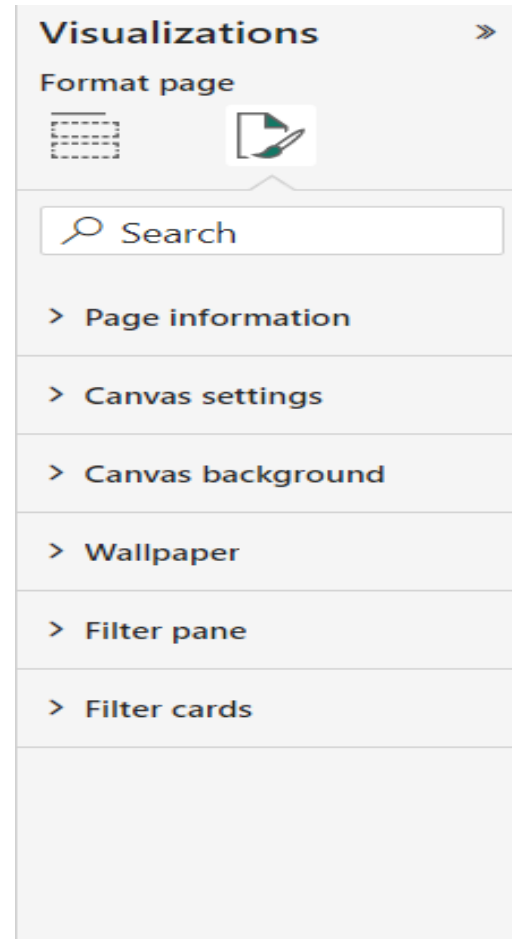 Visualizations
Format page
Search
Page information
Canvas settings
Canvas background
Wallpaper
Filter pane
Filter cards